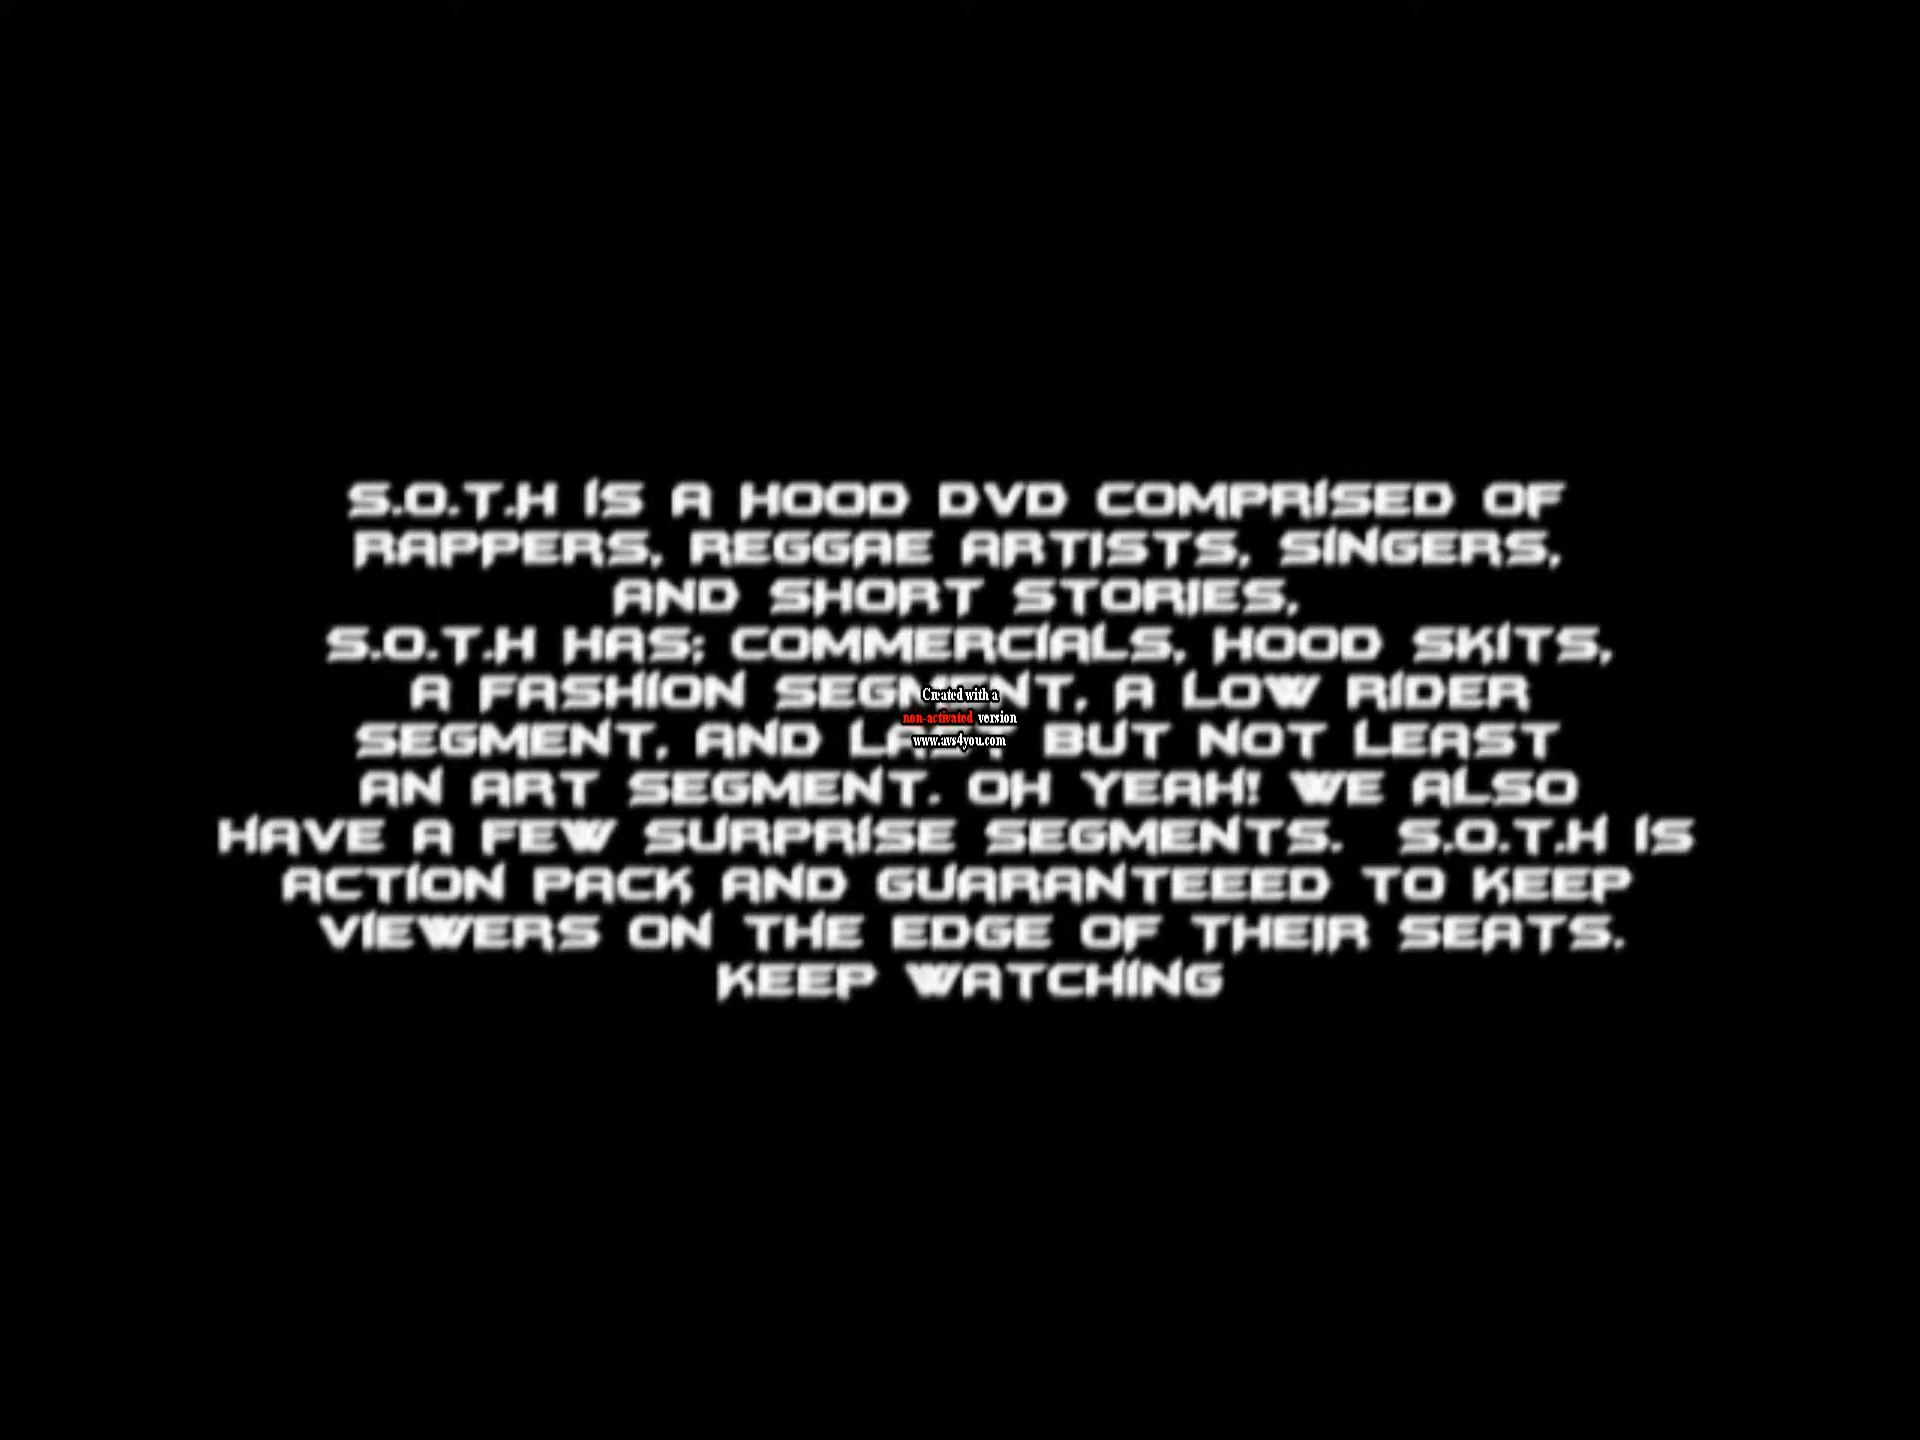 S.O.T.H IS A HOOD DVD COMPRISED OF
RAPPERS, REGGAE ARTISTS, SINGERS,
AND SHORT STORIES,
S.O.T.H HAS; COMMERCIALS, HOOD SKITS,
A FASHION SEGMENT, A LOW RIDER
SEGMENT, AND LAST BUT NOT LEAST
AN ART SEGMENT. OH YEAH! WE ALSO
HAVE A FEW SURPRISE SEGMENTS. S.O.T.H IS
ACTION PACK AND GUARANTEEED TO KEEP
VIEWERS ON THE EDGE OF THEIR SEATS.
KEEP WATCHING
Created with a
non-activated version
www.avs4you.com